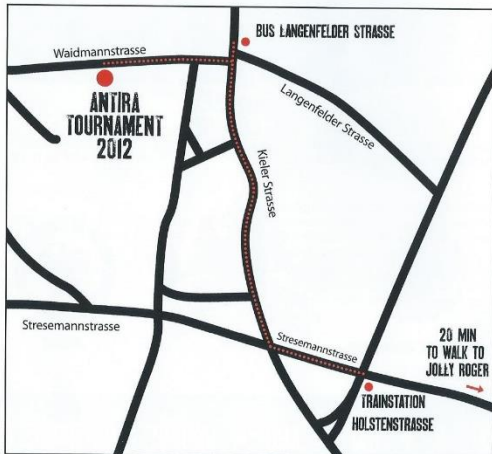 BUS LANGENFELDER STRASSE
Waidmannstrasse
ANTIRA
TOURNAMENT
2012
Langenfelder Strasse
Kieler Strasse
Stresemannstrasse
Stresemannstrasse
20 MIN
TO WALK TO
JOLLY ROGER
TRAINSTATION
HOLSTENSTRASSE